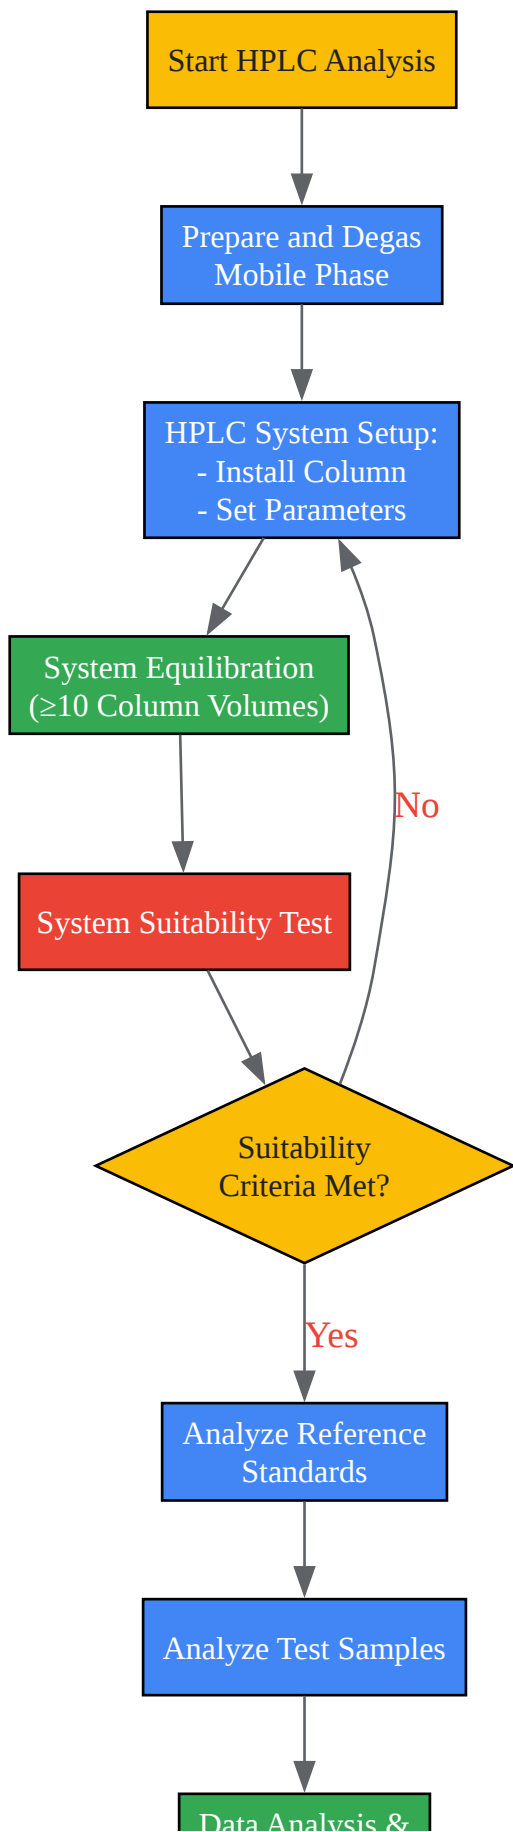 Start HPLC Analysis
Prepare and Degas
Mobile Phase
HPLC System Setup:
- Install Column
- Set Parameters
System Equilibration
(≥10 Column Volumes)
No
System Suitability Test
Suitability
Criteria Met?
Yes
Analyze Reference
Standards
Analyze Test Samples
Data Analysis &